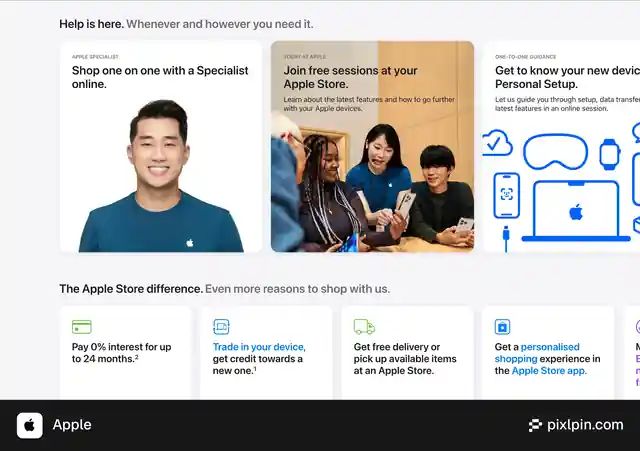 Help is here. Whenever and however you need it.
APPLE SPECIALIST
Shop one on one with a Specialist
online.
TODAY AT APPLE
Join free sessions at your
Apple Store.
Learn about the latest features and how to go further
with your Apple devices.
ONE-TO-ONE GUIDANCE
Get to know your new devic
Personal Setup.
Let us guide you through setup, data transfe
latest features in an online session.
The Apple Store difference. Even more reasons to shop with us.
Pay 0% interest for up
to 24 months.²
Trade in your device,
get credit towards a
new one.¹
Get free delivery or
pick up available items
at an Apple Store.
Get a personalised
shopping experience in
the Apple Store app.
Apple
pixlpin.com